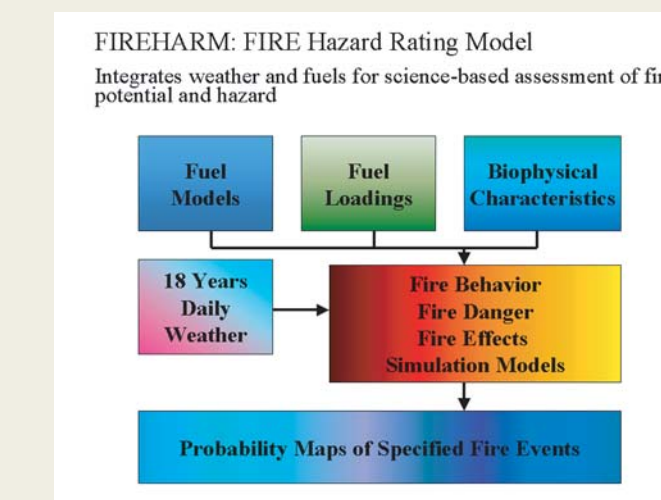 FIREHARM: FIRE Hazard Rating Model
Integrates weather and fuels for science-based assessment of
potential and hazard
Fuel
Models
Fuel
Loadings
Biophysical
Characteristics
18 Years
Daily
Weather
Fire Behavior
Fire Danger
Fire Effects
Simulation Models
Probability Maps of Specified Fire Events